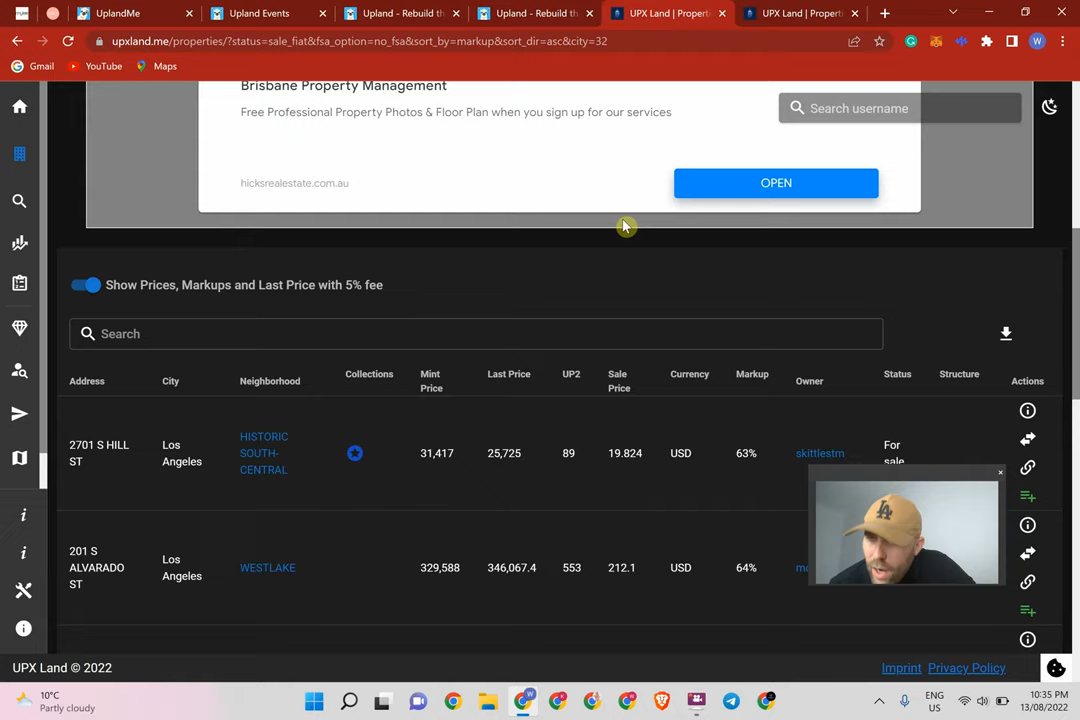 UplandMe
Upland Events
Upland - Rebuild th
Upland - Rebuild th
UPX Land | Properti
UPX Land | Properti
upxland.me/properties/?status=sale_fiat&fsa_option=no_fsa&sort_by=markup&sort_dir=asc&city=32
W
Gmail
YouTube
Maps
Brisbane Property Management
Free Professional Property Photos & Floor Plan when you sign up for our services
Search username
hicksrealestate.com.au
OPEN
Show Prices, Markups and Last Price with 5% fee
Search
Address
City
Neighborhood
Collections
Mint
Price
Last Price
UP2
Sale
Price
Currency
Markup
Owner
Status
Structure
Actions
2701 S HILL
ST
Los
Angeles
HISTORIC
SOUTH-
CENTRAL
31,417
25,725
89
19.824
USD
63%
skittlestm
For
sale
LA
201 S
ALVARADO
ST
Los
Angeles
WESTLAKE
329,588
346,067.4
553
212.1
USD
64%
UPX Land © 2022
Imprint
Privacy Policy
10°C
Partly cloudy
ENG
US
10:35 PM
13/08/2022